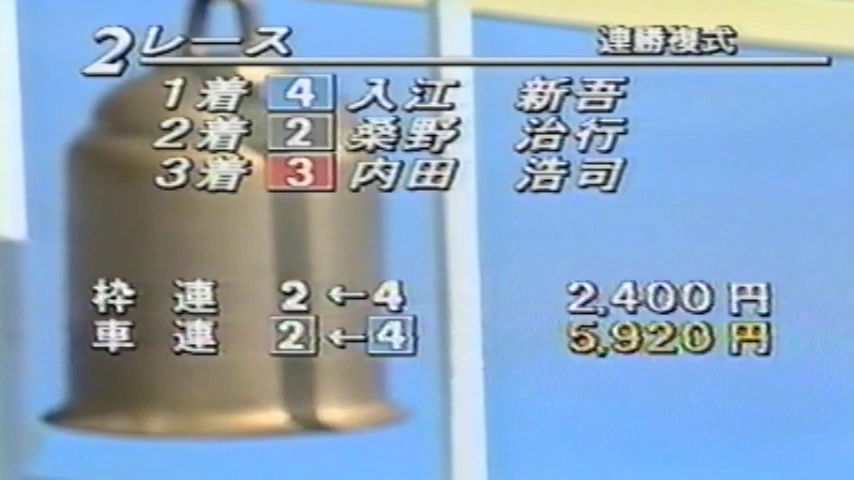 2レース 連勝複式
1着 4 入江 新吾
2着 2 桑野 治行
3着 3 内田 浩司
枠連 2←4 2,400円
車連 2←4 5,920円